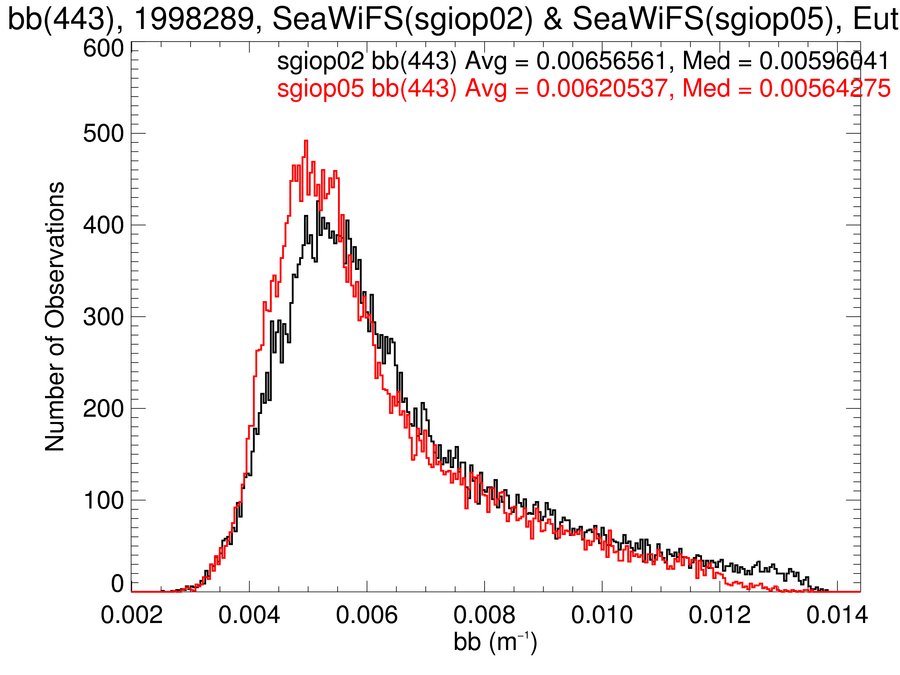 bb(443), 1998289, SeaWiFS(sgiop02) & SeaWiFS(sgiop05), Eut
sgiop02 bb(443) Avg = 0.00656561, Med = 0.00596041
sgiop05 bb(443) Avg = 0.00620537, Med = 0.00564275
600
500
400
300
200
100
0
Number of Observations
0.002 0.004 0.006 0.008 0.010 0.012 0.014
bb (m⁻¹)